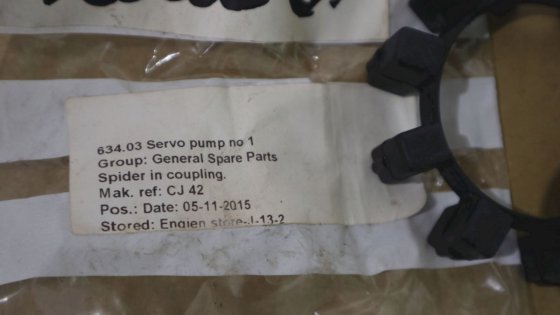 634.03 Servo pump no 1
Group: General Spare Parts
Spider in coupling.
Mak. ref: CJ 42
Pos.: Date: 05-11-2015
Stored: Engien store-J-13-2